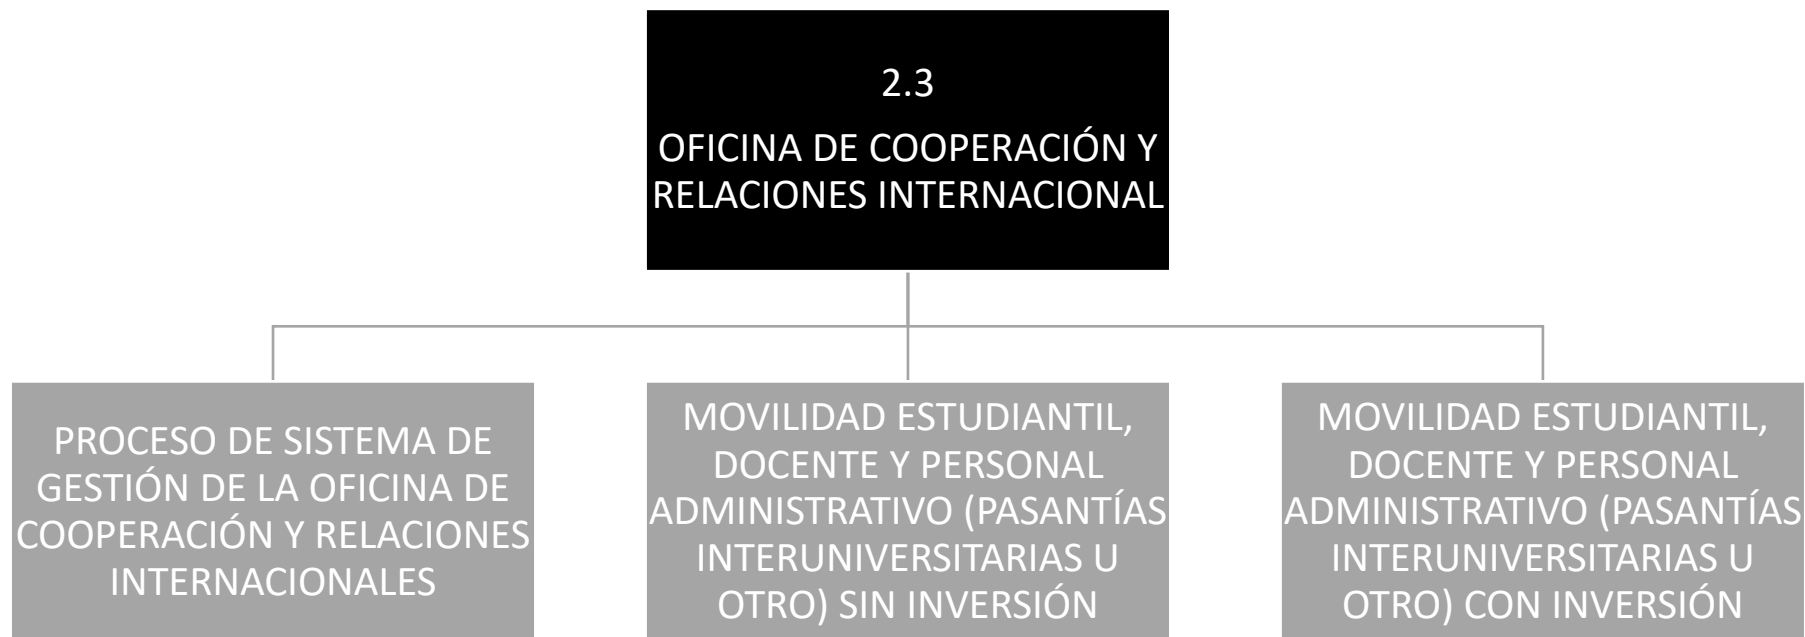 2.3
OFICINA DE COOPERACIÓN Y
RELACIONES INTERNACIONAL
PROCESO DE SISTEMA DE
GESTIÓN DE LA OFICINA DE
COOPERACIÓN Y RELACIONES
INTERNACIONALES
MOVILIDAD ESTUDIANTIL,
DOCENTE Y PERSONAL
ADMINISTRATIVO (PASANTÍAS
INTERUNIVERSITARIAS U
OTRO) SIN INVERSIÓN
MOVILIDAD ESTUDIANTIL,
DOCENTE Y PERSONAL
ADMINISTRATIVO (PASANTÍAS
INTERUNIVERSITARIAS U
OTRO) CON INVERSIÓN